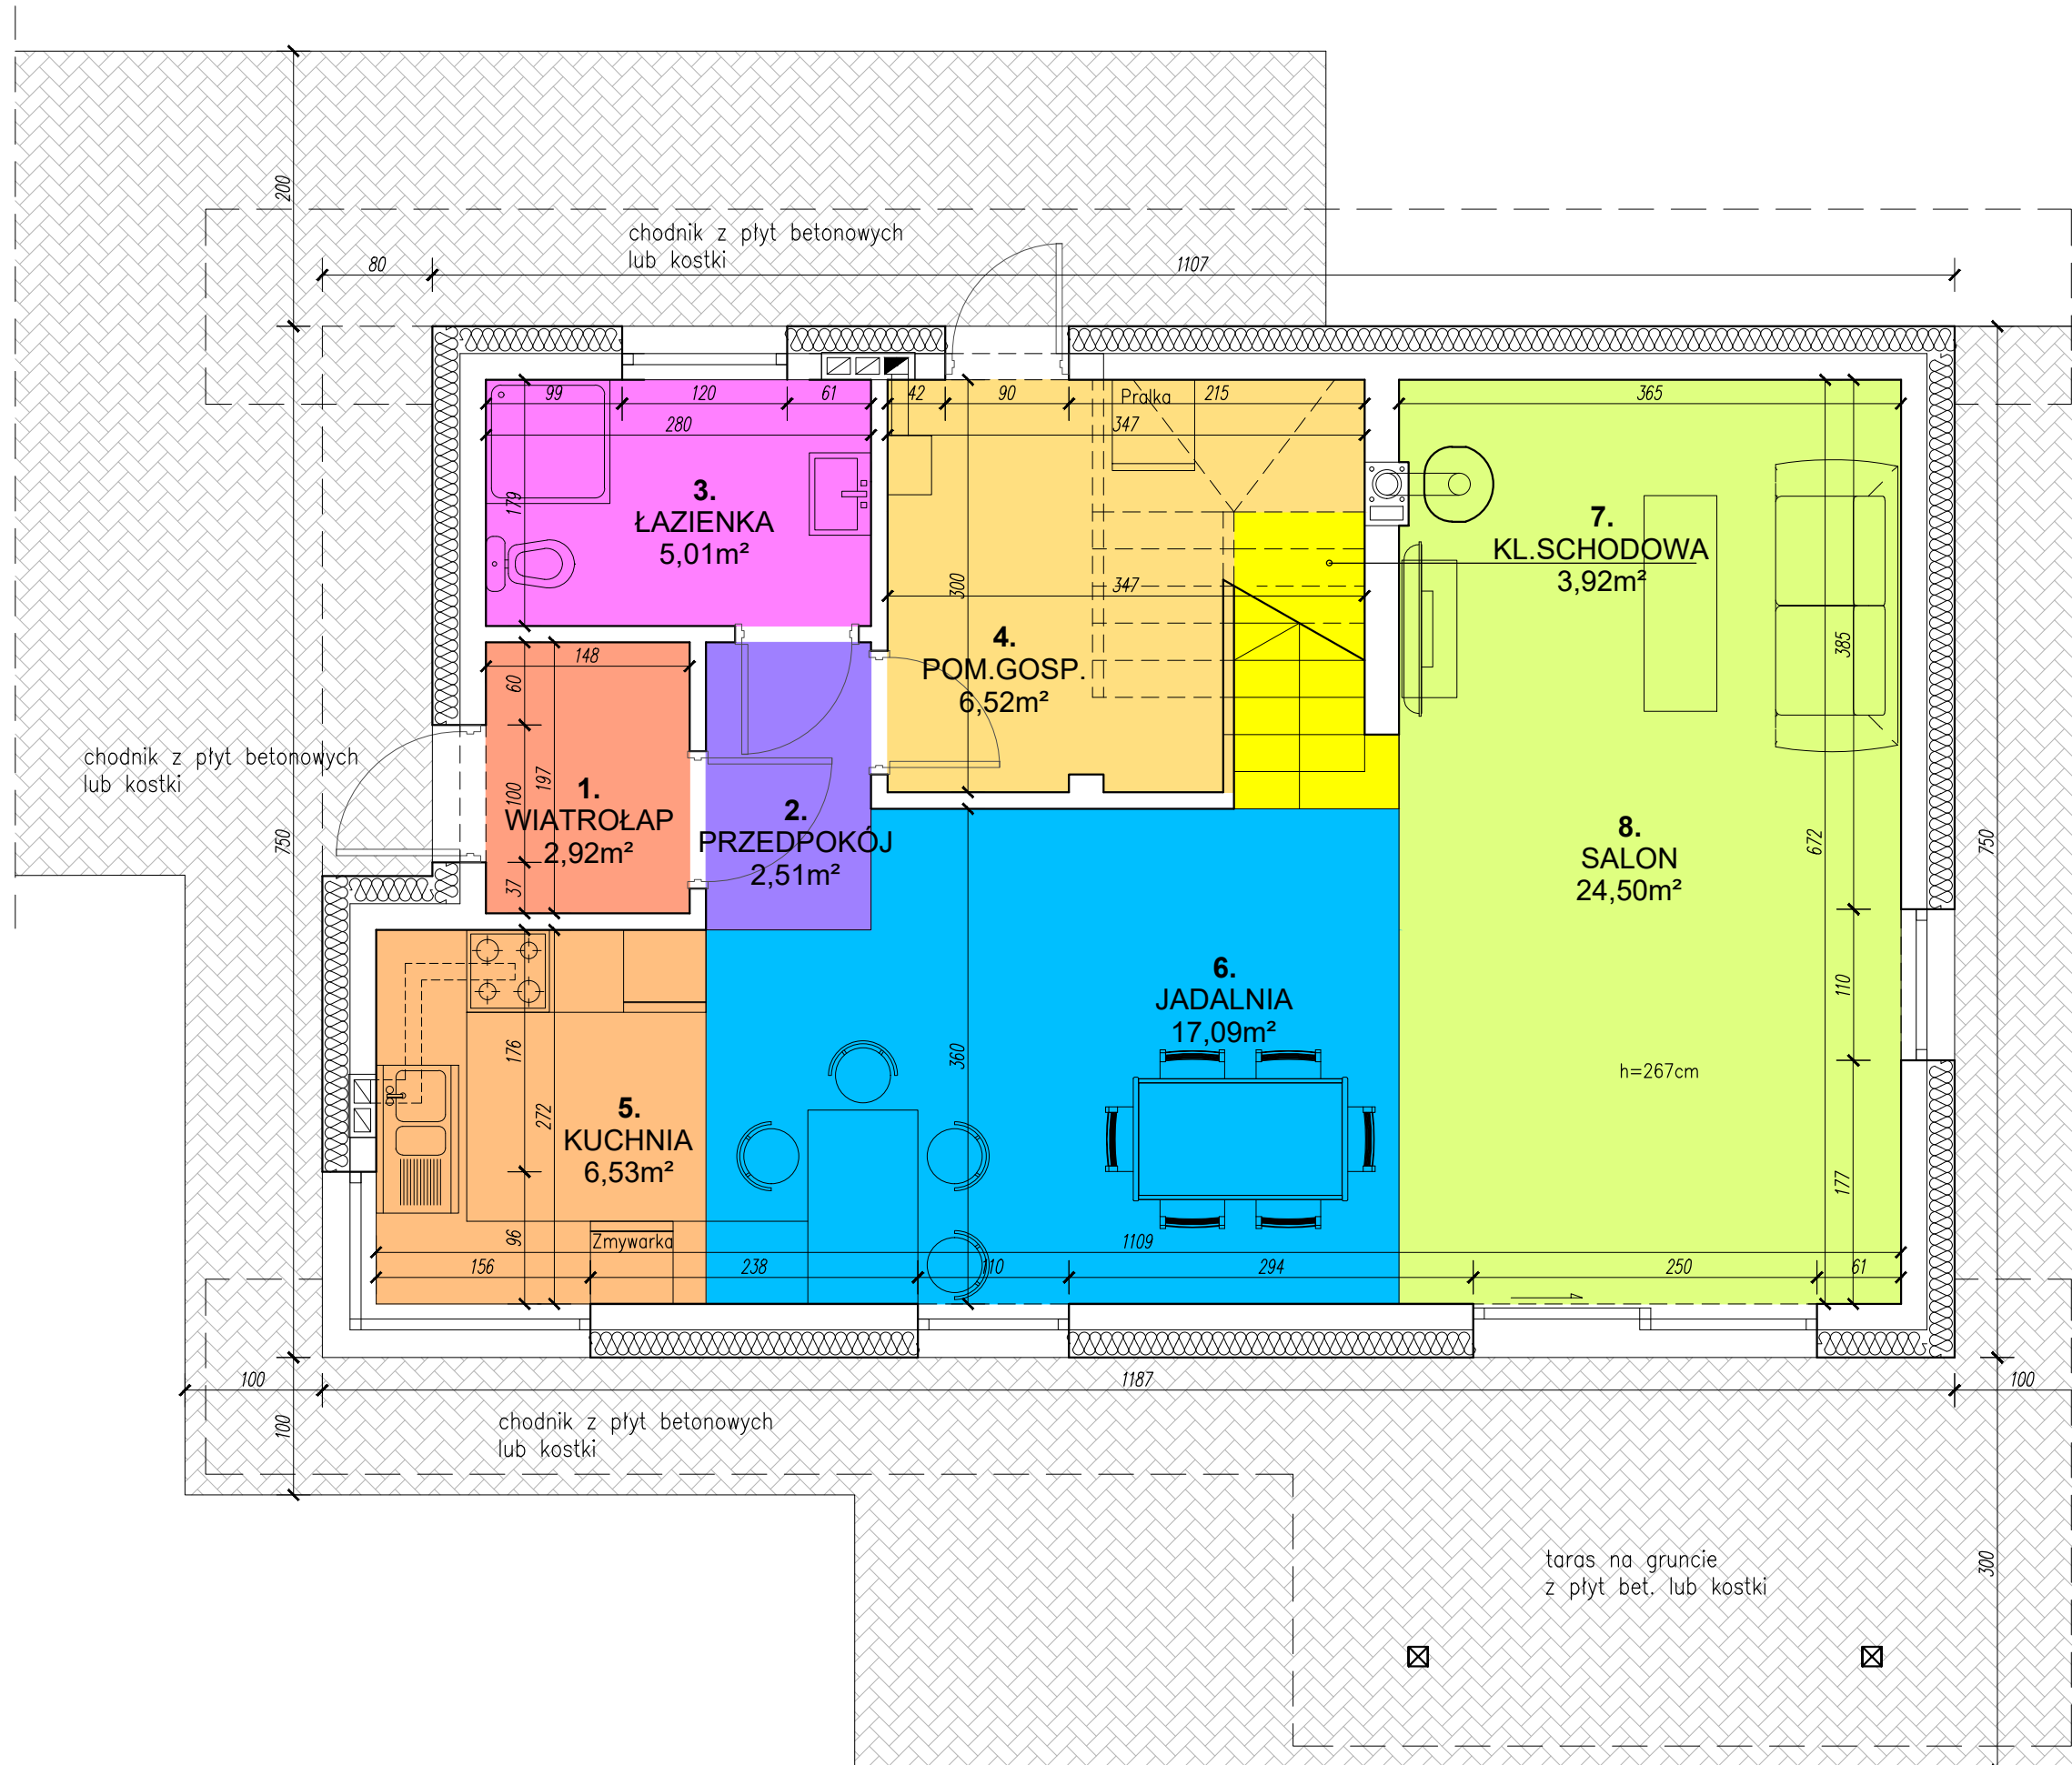 200
chodnik z płyt betonowych
lub kostki
80
1107
99
120
61
42
90
Pralka
215
365
280
347
3.
ŁAZIENKA
5,01m²
179
7.
KL.SCHODOWA
3,92m²
300
347
4.
POM.GOSP.
6,52m²
385
148
60
chodnik z płyt betonowych
lub kostki
100
197
37
1.
WIATROŁAP
2,92m²
2.
PRZEDPOKÓJ
2,51m²
750
8.
SALON
24,50m²
672
750
6.
JADALNIA
17,09m²
110
176
272
360
h=267cm
5.
KUCHNIA
6,53m²
177
96
Zmywarka
1109
156
238
110
294
250
61
100
1187
100
100
chodnik z płyt betonowych
lub kostki
taras na gruncie
z płyt bet. lub kostki
300